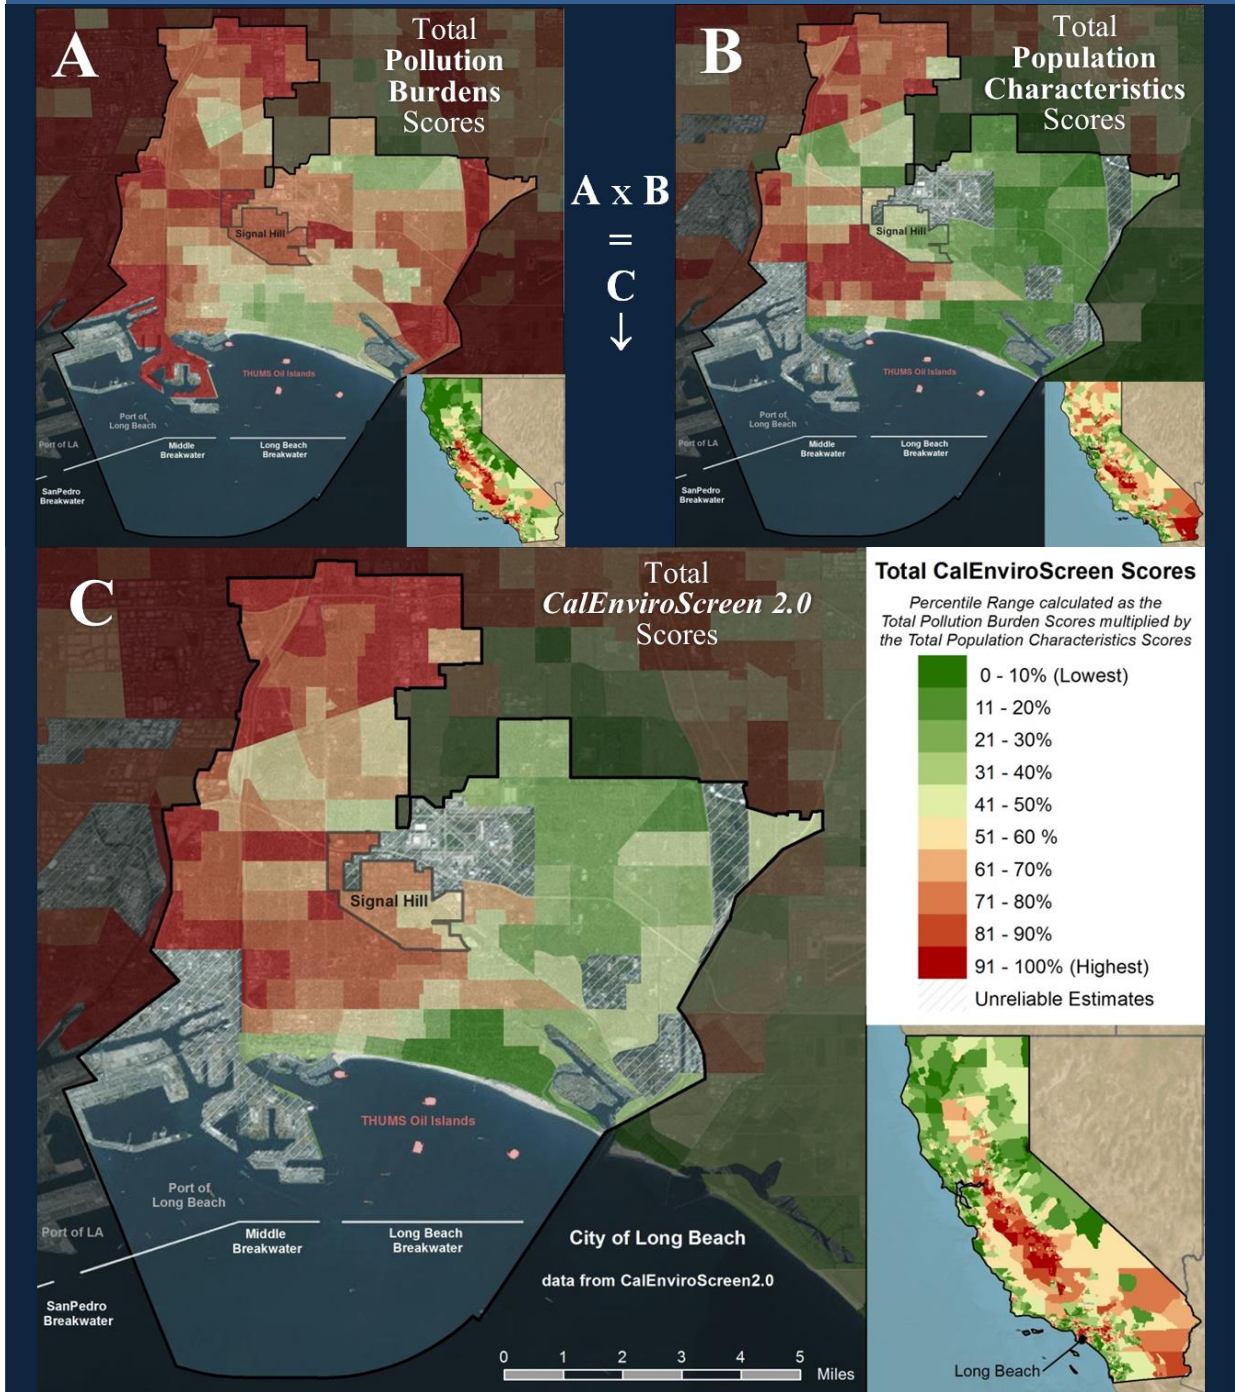 A
Total
Pollution
Burdens
Scores
Signal Hill
THUMS Oil Islands
Port of
Long Beach
Port of LA
Middle
Breakwater
Long Beach
Breakwater
SanPedro
Breakwater
A x B
=
C
↓
B
Total
Population
Characteristics
Scores
Signal Hill
THUMS Oil Islands
Port of
Long Beach
Port of LA
Middle
Breakwater
Long Beach
Breakwater
SanPedro
Breakwater
C
Total
CalEnviroScreen 2.0
Scores
Signal Hill
THUMS Oil Islands
Port of
Long Beach
Port of LA
Middle
Breakwater
Long Beach
Breakwater
SanPedro
Breakwater
City of Long Beach
data from CalEnviroScreen2.0
0 1 2 3 4 5
Miles
Total CalEnviroScreen Scores
Percentile Range calculated as the
Total Pollution Burden Scores multiplied by
the Total Population Characteristics Scores
0 - 10% (Lowest)
11 - 20%
21 - 30%
31 - 40%
41 - 50%
51 - 60 %
61 - 70%
71 - 80%
81 - 90%
91 - 100% (Highest)
Unreliable Estimates
Long Beach